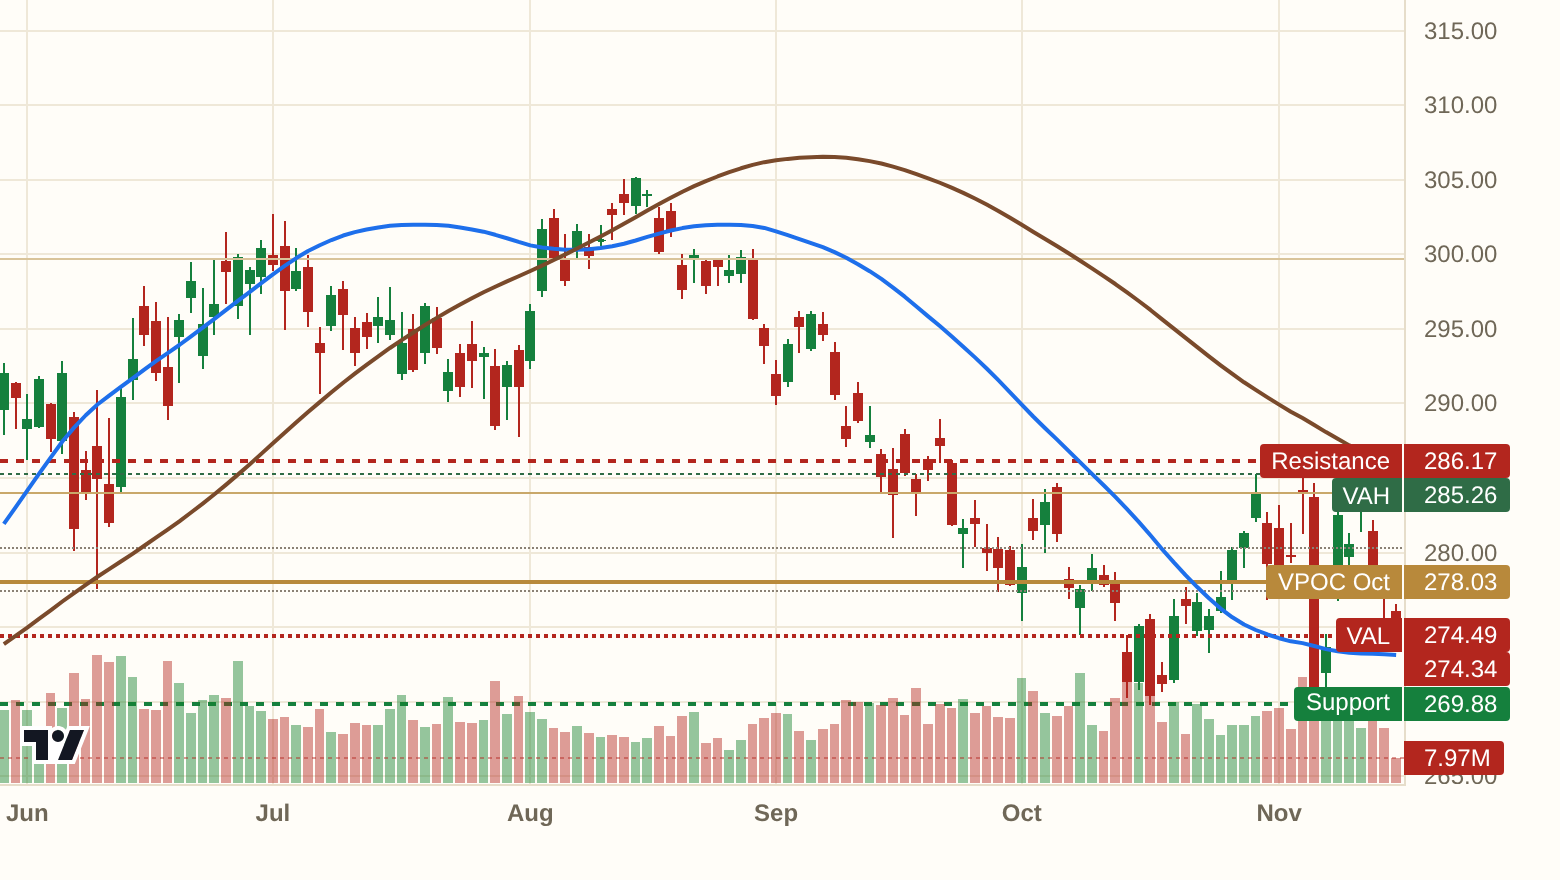 315.00
310.00
305.00
300.00
295.00
290.00
Resistance 286.17
VAH 285.26
280.00
VPOC Oct 278.03
VAL 274.49
274.34
Support 269.88
7.97M
265.00
Jun Jul Aug Sep Oct Nov